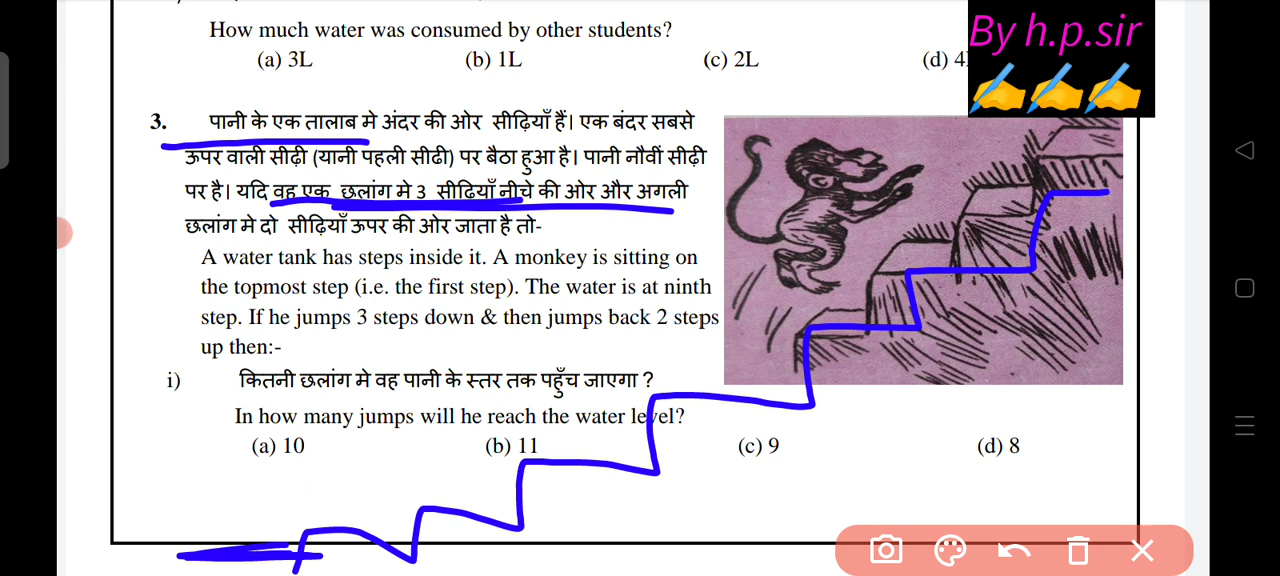 How much water was consumed by other students?
(a) 3L (b) 1L (c) 2L (d) 4
By h.p.sir
3. पानी के एक तालाब मे अंदर की ओर सीढ़ियाँ हैं। एक बंदर सबसे
ऊपर वाली सीढ़ी (यानी पहली सीढी) पर बैठा हुआ है। पानी नौवीं सीढ़ी
पर है। यदि वह एक छलांग मे 3 सीढ़ियाँ नीचे की ओर और अगली
छलांग मे दो सीढ़ियाँ ऊपर की ओर जाता है तो-
A water tank has steps inside it. A monkey is sitting on
the topmost step (i.e. the first step). The water is at ninth
step. If he jumps 3 steps down & then jumps back 2 steps
up then:-
i) कितनी छलांग मे वह पानी के स्तर तक पहुँच जाएगा ?
In how many jumps will he reach the water level?
(a) 10 (b) 11 (c) 9 (d) 8